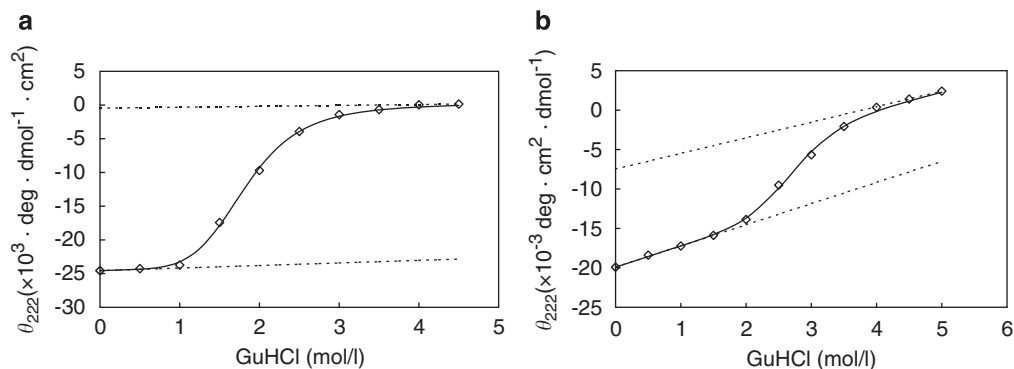 a
θ222(×10³ · deg · dmol⁻¹ · cm²)
5
0
-5
-10
-15
-20
-25
-30
0 1 2 3 4 5
GuHCl (mol/l)
b
θ222(×10⁻³ deg · cm² · dmol⁻¹)
5
0
-5
-10
-15
-20
-25
0 1 2 3 4 5 6
GuHCl (mol/l)